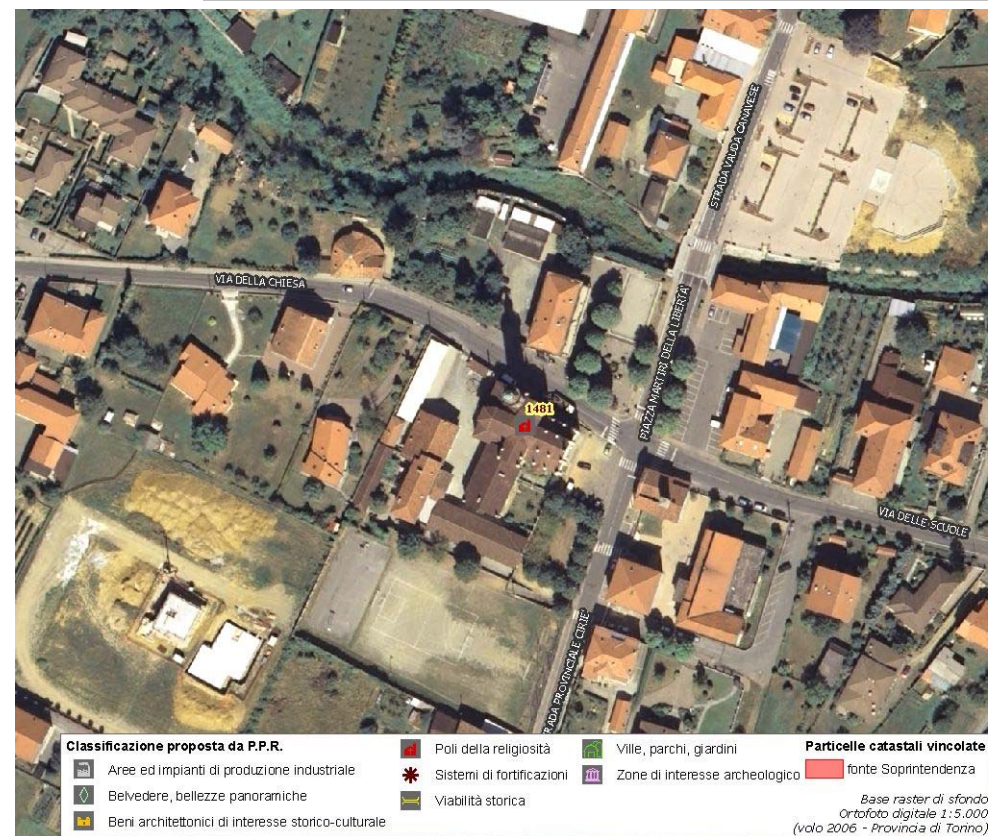 STRADA VAUDA CANAVESE
VIA DELLA CHIESA
PIAZZA MARTIRI DELLA LIBERTA'
1481
VIA DELLE SCUOLE
STRADA PROVINCIALE CIRIE'
Classificazione proposta da P.P.R.
Aree ed impianti di produzione industriale
Belvedere, bellezze panoramiche
Beni architettonici di interesse storico-culturale
Poli della religiosità
Sistemi di fortificazioni
Viabilità storica
Ville, parchi, giardini
Zone di interesse archeologico
Particelle catastali vincolate
fonte Soprintendenza
Base raster di sfondo
Ortofoto digitale 1:5.000
(volo 2006 - Provincia di Torino)